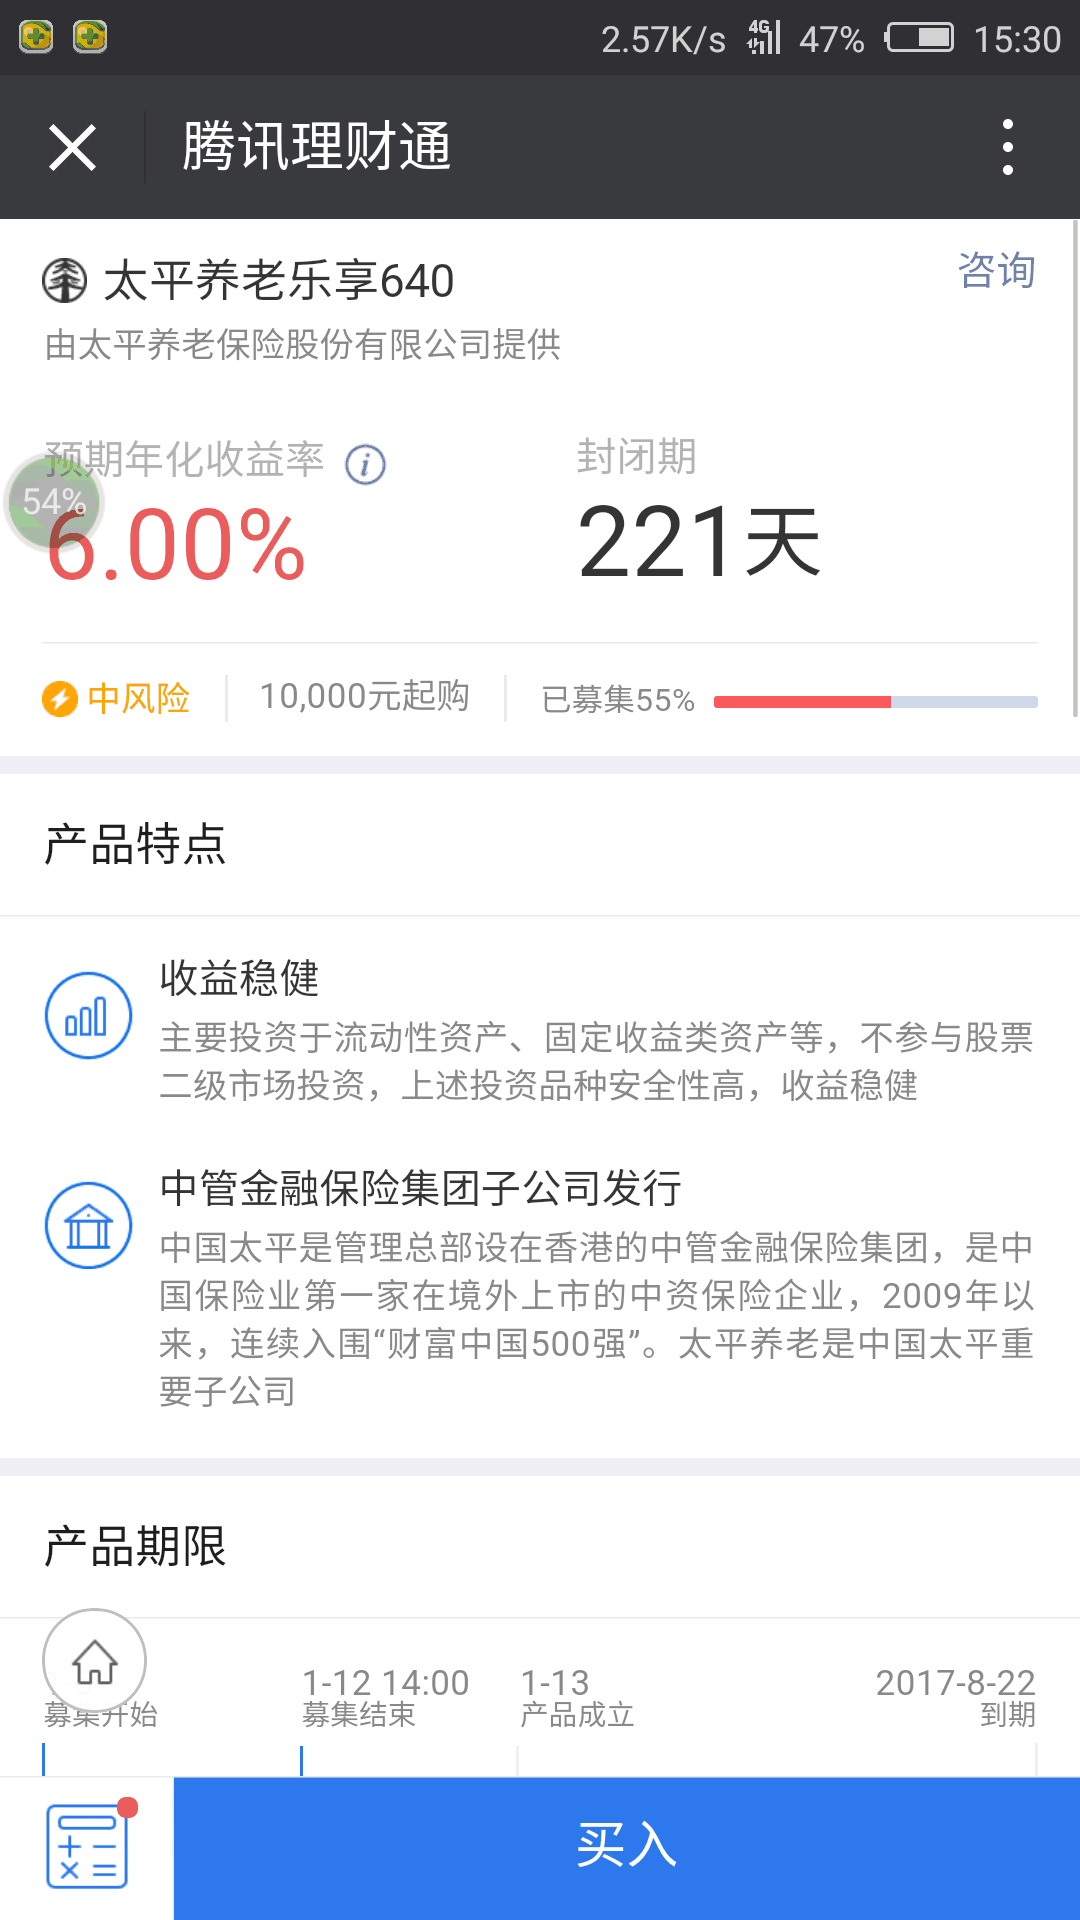 2.57K/s 4G 47% 15:30
腾讯理财通
太平养老乐享640
咨询
由太平养老保险股份有限公司提供
预期年化收益率
封闭期
54%
6.00%
221天
中风险
10,000元起购
已募集55%
产品特点
收益稳健
主要投资于流动性资产、固定收益类资产等，不参与股票
二级市场投资，上述投资品种安全性高，收益稳健
中管金融保险集团子公司发行
中国太平是管理总部设在香港的中管金融保险集团，是中
国保险业第一家在境外上市的中资保险企业，2009年以
来，连续入围“财富中国500强”。太平养老是中国太平重
要子公司
产品期限
1-12 14:00
1-13
2017-8-22
募集开始
募集结束
产品成立
到期
买入